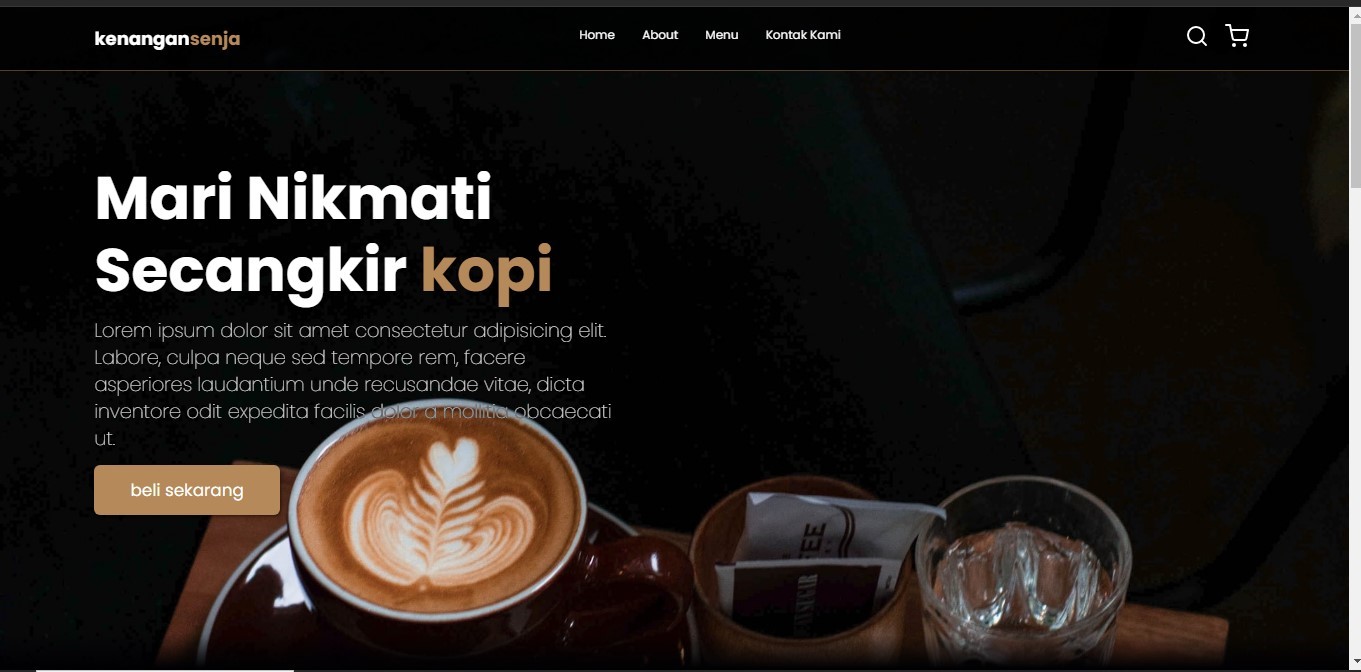 kenangansenja
Home About Menu Kontak Kami
Mari Nikmati
Secangkir kopi
Lorem ipsum dolor sit amet consectetur adipisicing elit.
Labore, culpa neque sed tempore rem, facere
asperiores laudantium unde recusandae vitae, dicta
inventore odit expedita facilis dolor a mollitia obcaecati
ut.
beli sekarang